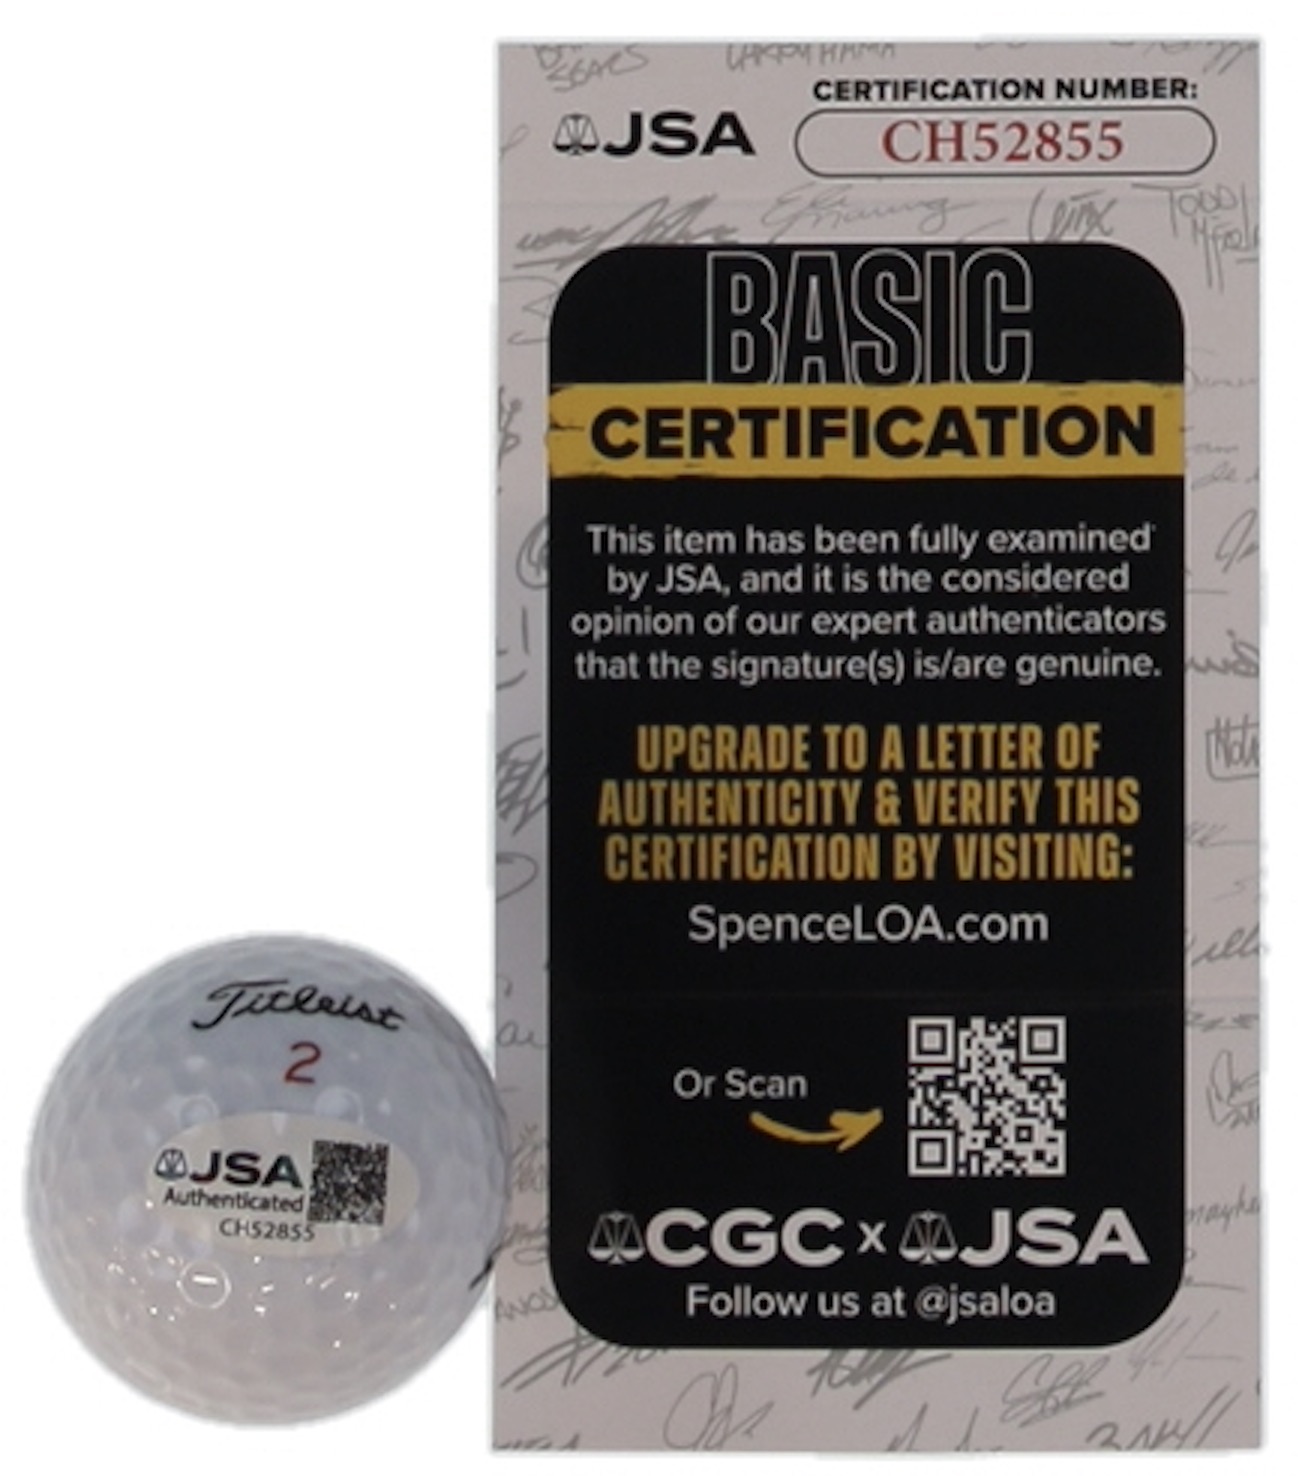 CERTIFICATION NUMBER:
JSA
CH52855
BASIC
CERTIFICATION
This item has been fully examined
by JSA, and it is the considered
opinion of our expert authenticators
that the signature(s) is/are genuine.
UPGRADE TO A LETTER OF
AUTHENTICITY & VERIFY THIS
CERTIFICATION BY VISITING:
SpenceLOA.com
Or Scan
CGC x JSA
Follow us at @jsaloa
Titleist
2
JSA
Authenticated
CH52855